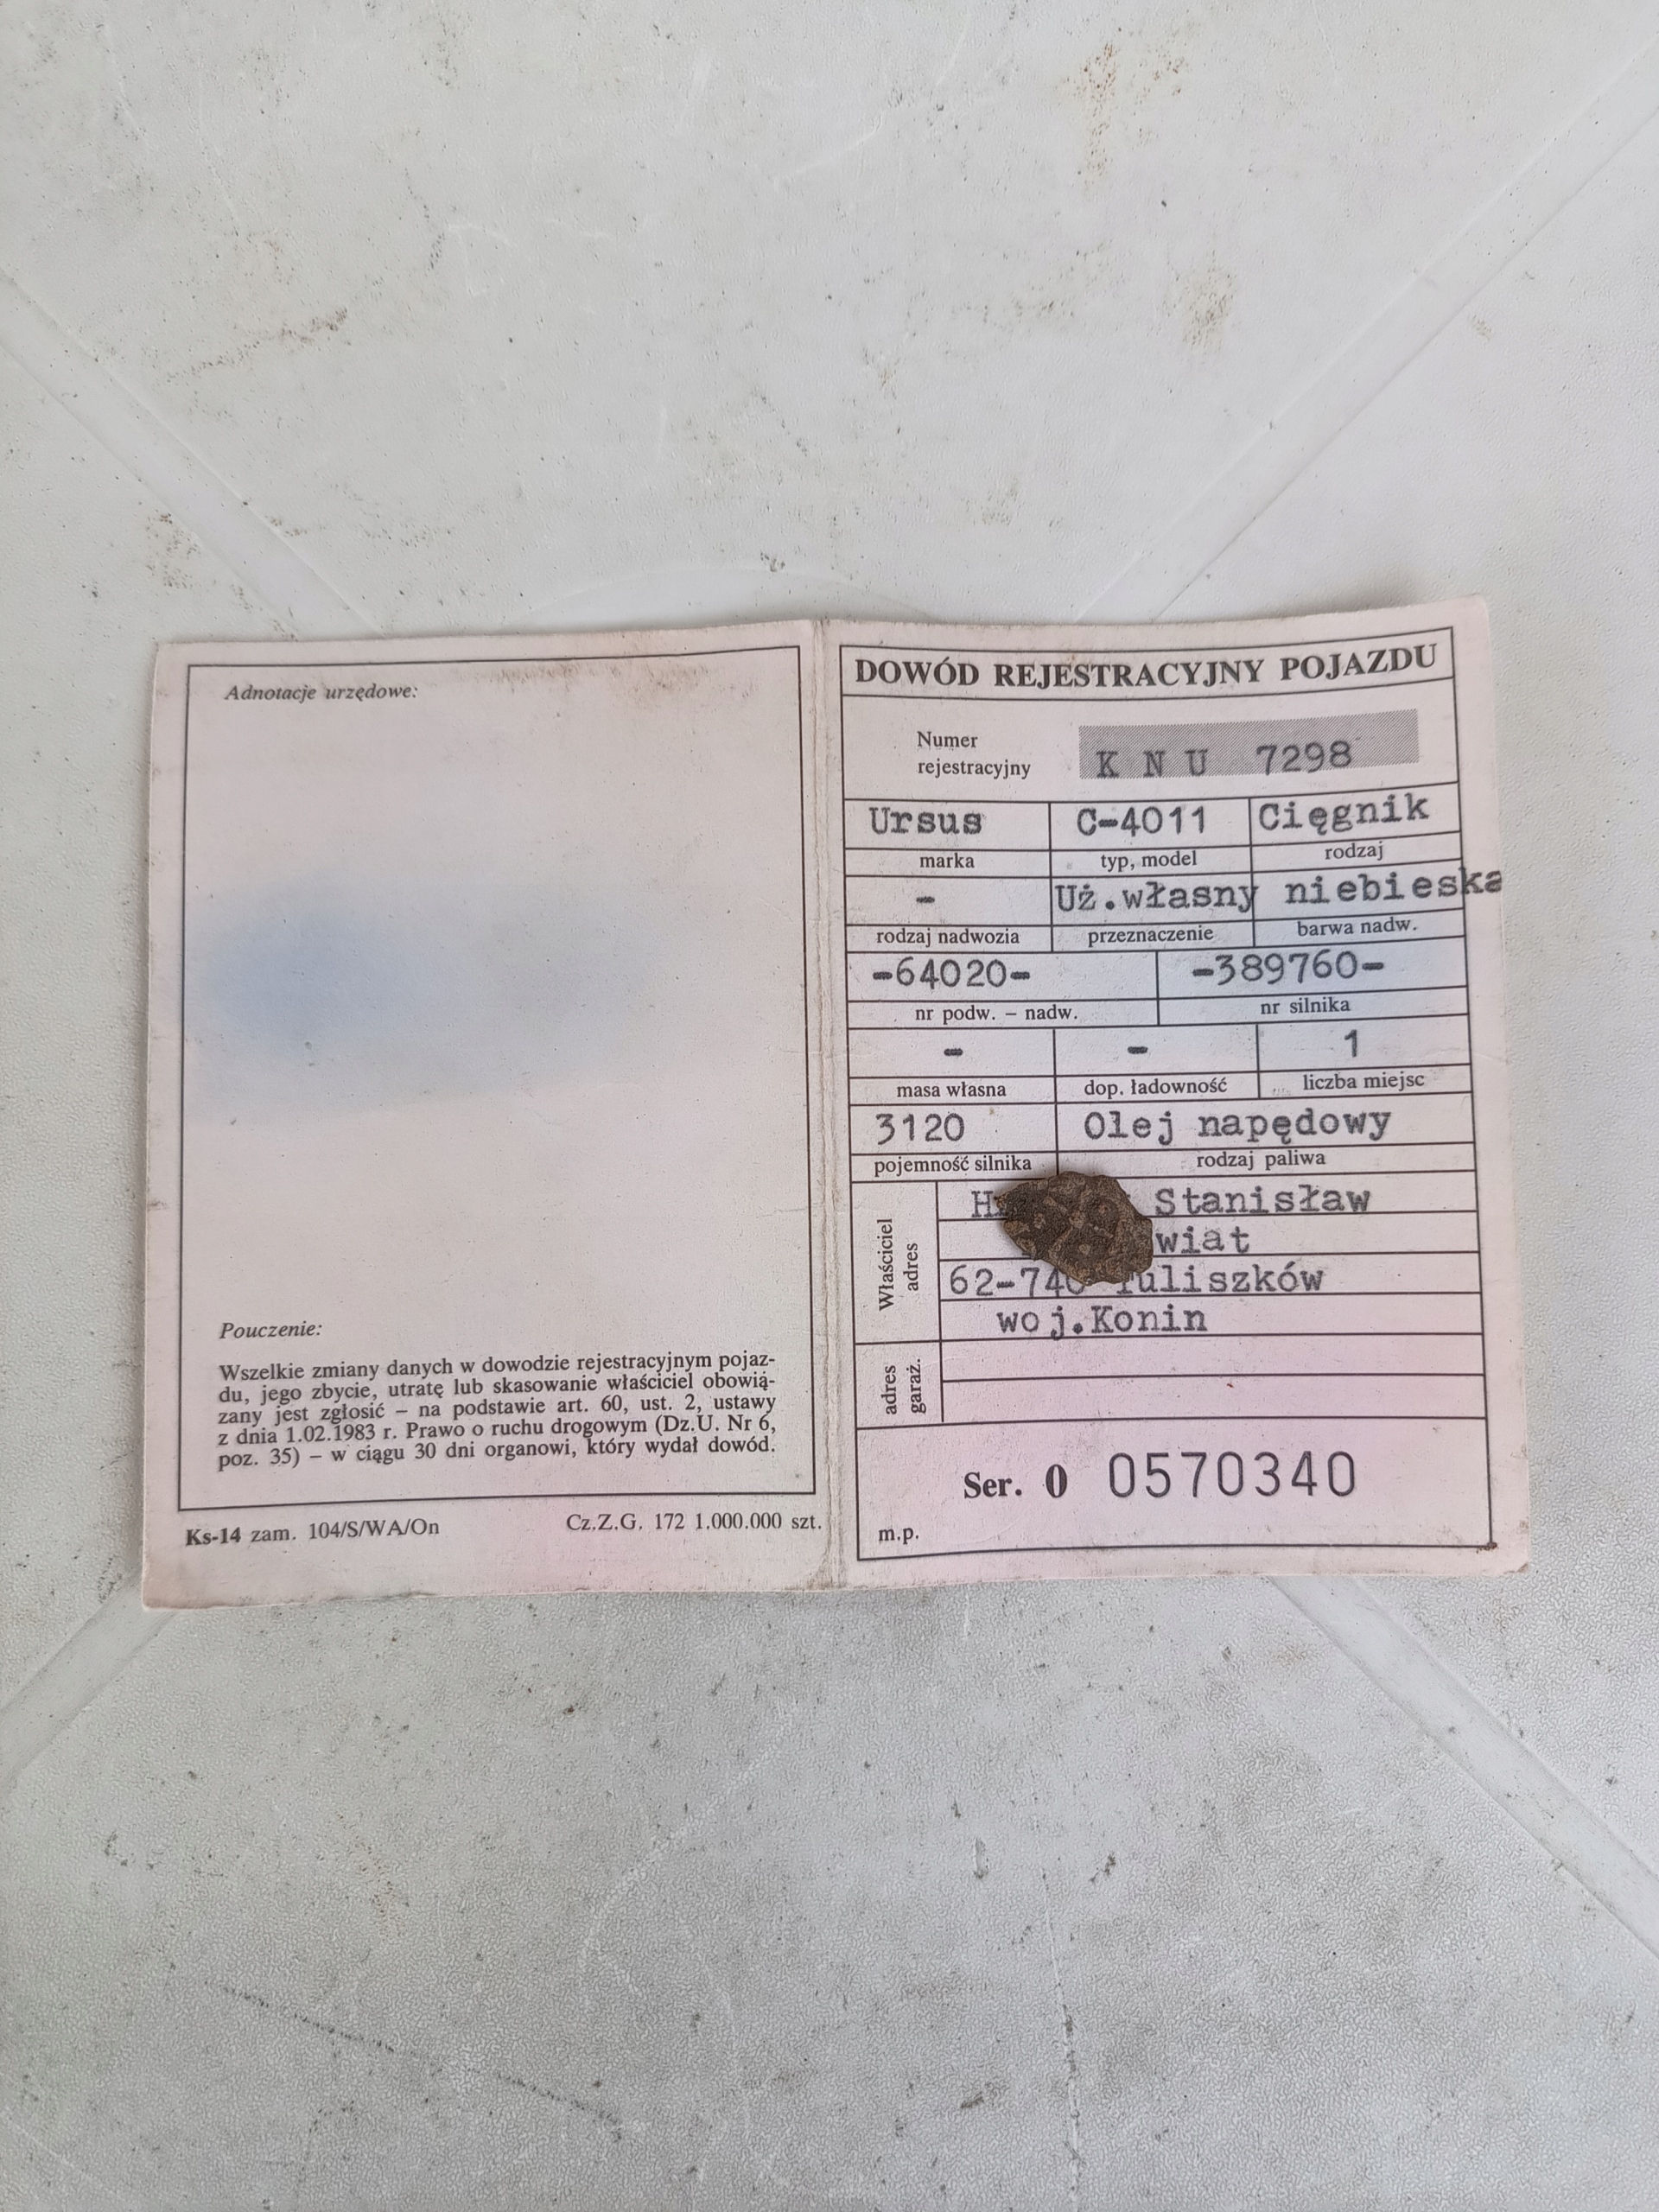 Adnotacje urzędowe:
Pouczenie:
Wszelkie zmiany danych w dowodzie rejestracyjnym pojaz-
du, jego zbycie, utratę lub skasowanie właściciel obowią-
zany jest zgłosić – na podstawie art. 60, ust. 2, ustawy
z dnia 1.02.1983 r. Prawo o ruchu drogowym (Dz.U. Nr 6,
poz. 35) – w ciągu 30 dni organowi, który wydał dowód.
Ks-14 zam. 104/S/WA/On Cz.Z.G. 172 1.000.000 szt.
DOWÓD REJESTRACYJNY POJAZDU
Numer
rejestracyjny K N U 7298
Ursus C-4011 Cięgnik
marka typ, model rodzaj
- Uż.własny niebieska
rodzaj nadwozia przeznaczenie barwa nadw.
-64020- -389760-
nr podw. – nadw. nr silnika
- - 1
masa własna dop. ładowność liczba miejsc
3120 Olej napędowy
pojemność silnika rodzaj paliwa
Właściciel
adres
Stanisław
62-740 Tuliszków
woj.Konin
adres
garaż.
Ser. 0 0570340
m.p.